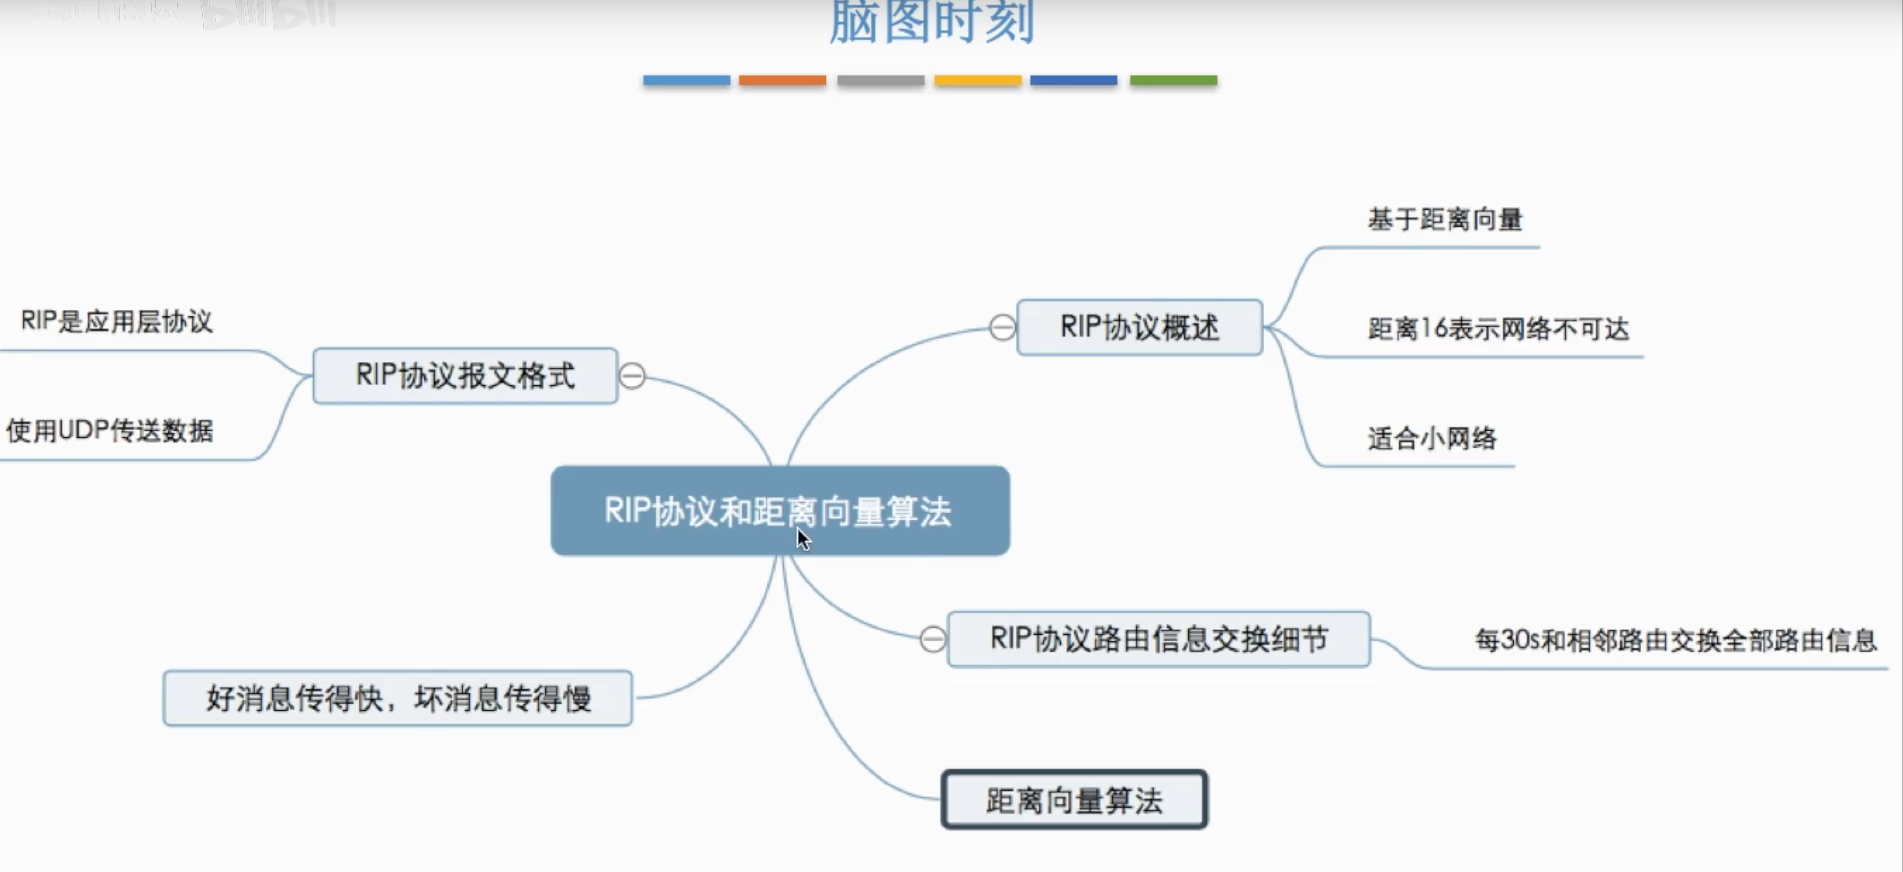 脑图时刻
bilibili
基于距离向量
RIP协议概述
距离16表示网络不可达
适合小网络
RIP是应用层协议
RIP协议报文格式
使用UDP传送数据
RIP协议和距离向量算法
RIP协议路由信息交换细节
每30s和相邻路由交换全部路由信息
好消息传得快，坏消息传得慢
距离向量算法